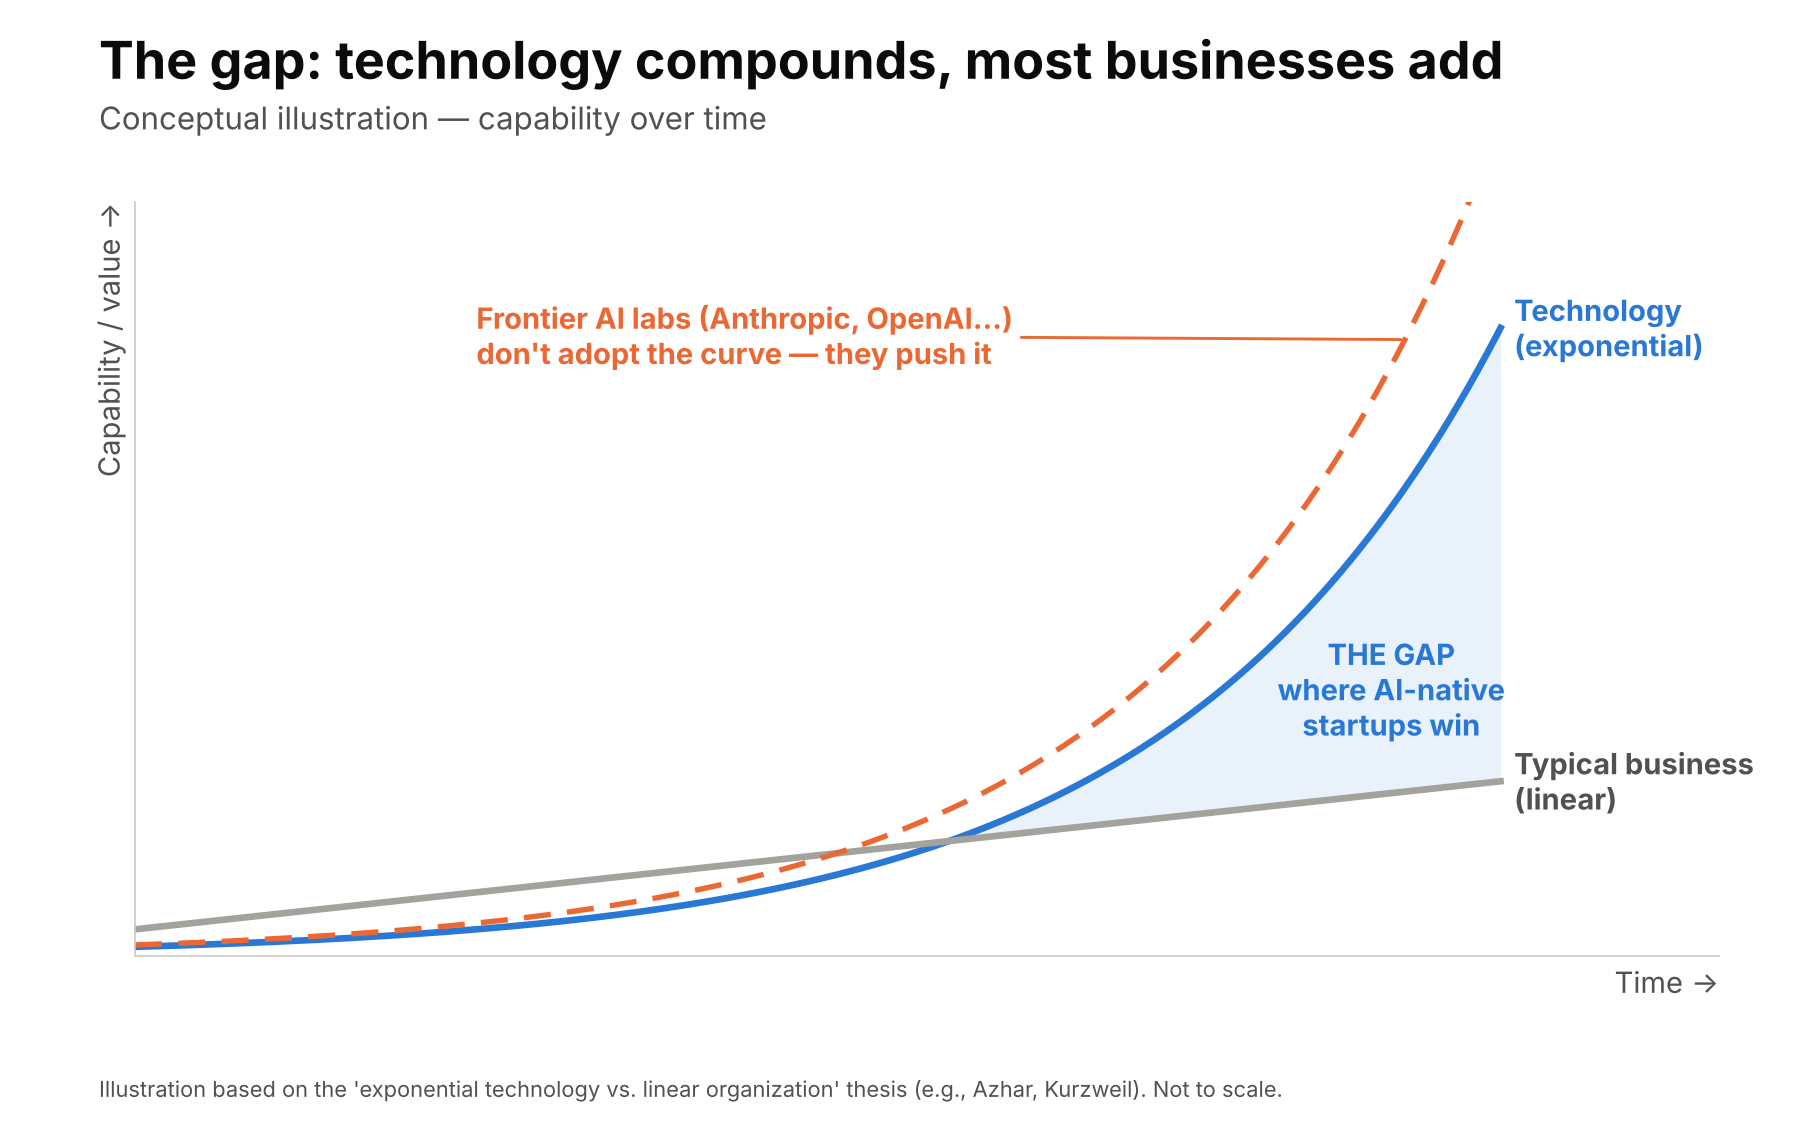 The gap: technology compounds, most businesses add
Conceptual illustration — capability over time
Capability / value →
Frontier AI labs (Anthropic, OpenAI...)
don't adopt the curve — they push it
Technology
(exponential)
THE GAP
where AI-native
startups win
Typical business
(linear)
Time →
Illustration based on the 'exponential technology vs. linear organization' thesis (e.g., Azhar, Kurzweil). Not to scale.